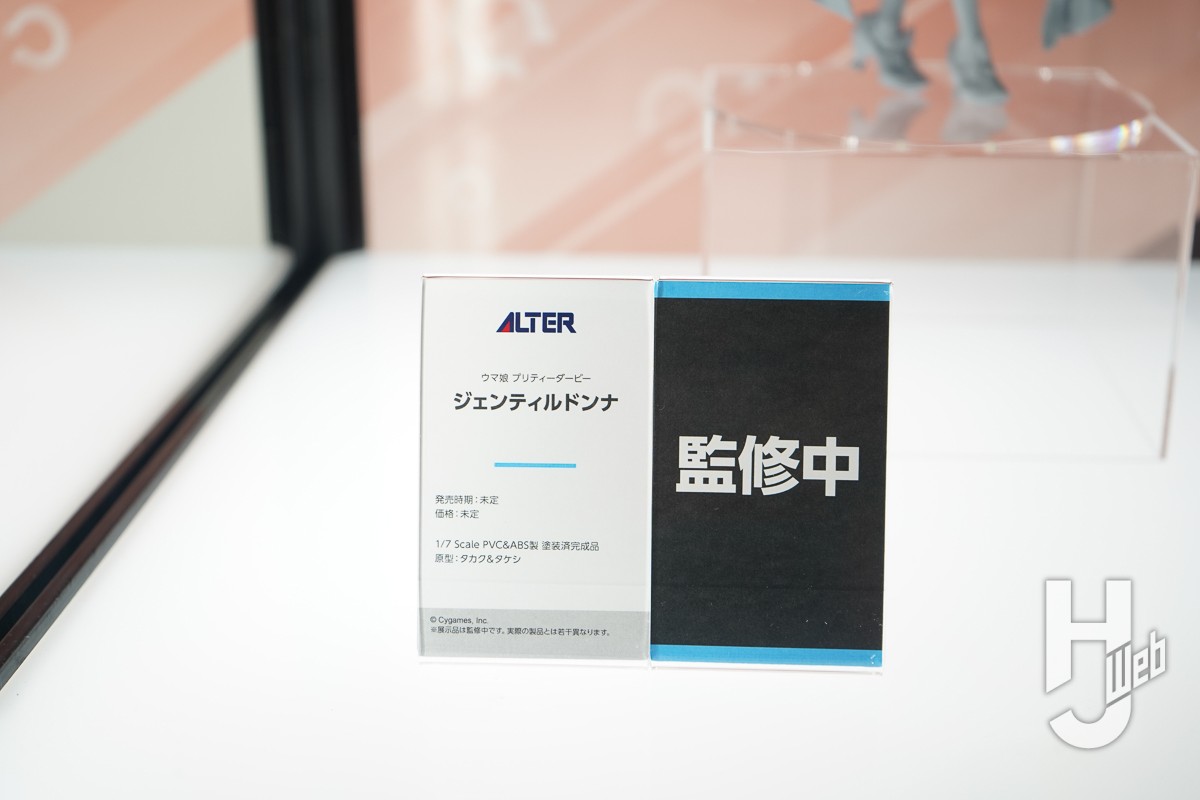 ALTER
ウマ娘 プリティーダービー
ジェンティルドンナ
発売時期：未定
価格：未定
1/7 Scale PVC&ABS製 塗装済完成品
原型：タカク&タケシ
© Cygames, Inc.
※展示品は監修中です。実際の製品とは若干異なります。
監修中
HJ web